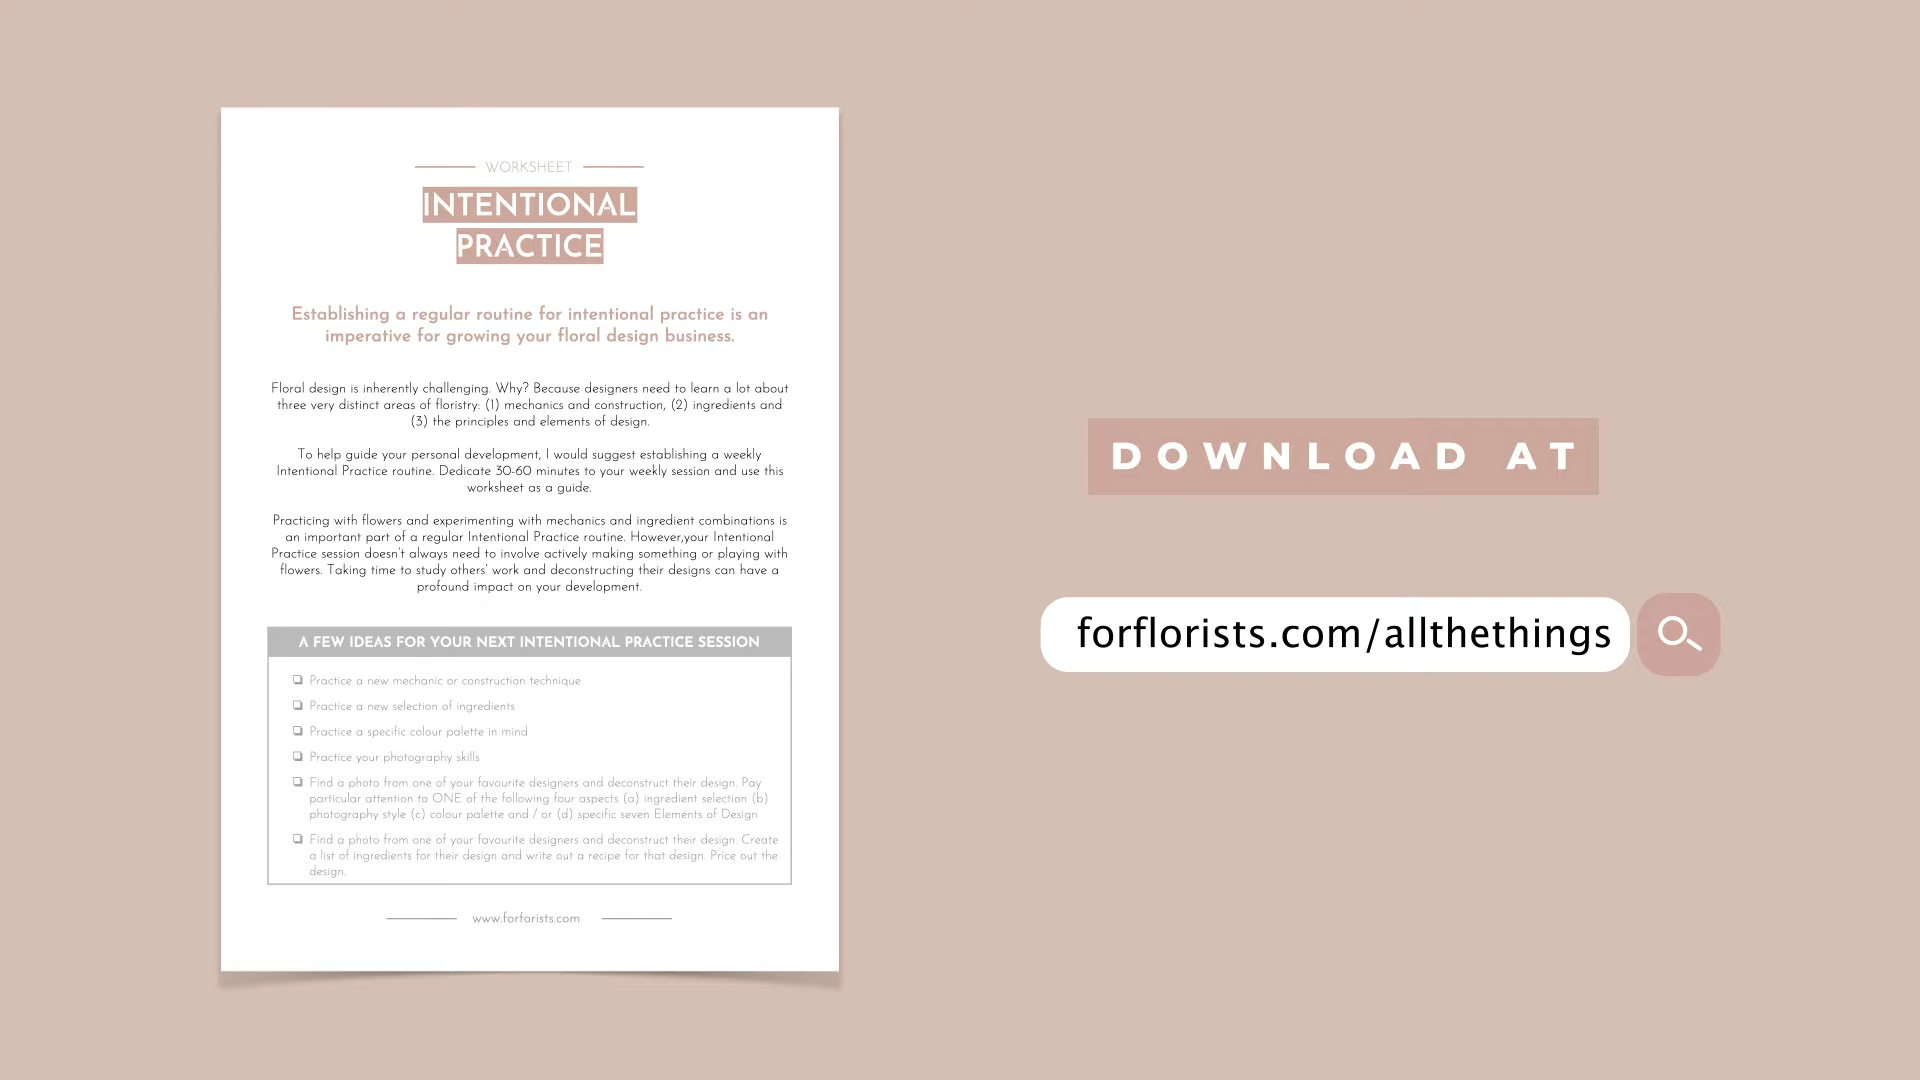 WORKSHEET
INTENTIONAL
PRACTICE
Establishing a regular routine for intentional practice is an
imperative for growing your floral design business.
Floral design is inherently challenging. Why? Because designers need to learn a lot about
three very distinct areas of floristry: (1) mechanics and construction, (2) ingredients and
(3) the principles and elements of design.
To help guide your personal development, I would suggest establishing a weekly
Intentional Practice routine. Dedicate 30-60 minutes to your weekly session and use this
worksheet as a guide.
Practicing with flowers and experimenting with mechanics and ingredient combinations is
an important part of a regular Intentional Practice routine. However,your Intentional
Practice session doesn't always need to involve actively making something or playing with
flowers. Taking time to study others' work and deconstructing their designs can have a
profound impact on your development.
A FEW IDEAS FOR YOUR NEXT INTENTIONAL PRACTICE SESSION
❏ Practice a new mechanic or construction technique
❏ Practice a new selection of ingredients
❏ Practice a specific colour palette in mind
❏ Practice your photography skills
❏ Find a photo from one of your favourite designers and deconstruct their design. Pay
particular attention to ONE of the following four aspects (a) ingredient selection (b)
photography style (c) colour palette and / or (d) specific seven Elements of Design
❏ Find a photo from one of your favourite designers and deconstruct their design. Create
a list of ingredients for their design and write out a recipe for that design. Price out the
design.
www.forforists.com
DOWNLOAD AT
forflorists.com/allthethings